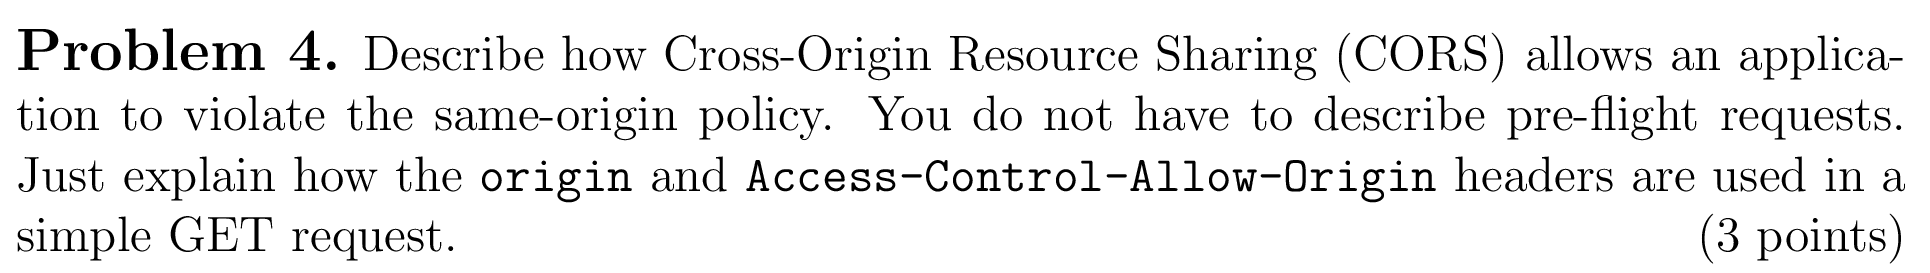 Problem 4. Describe how Cross-Origin Resource Sharing (CORS) allows an applica-
tion to violate the same-origin policy. You do not have to describe pre-flight requests.
Just explain how the origin and Access-Control-Allow-Origin headers are used in a
simple GET request. (3 points)